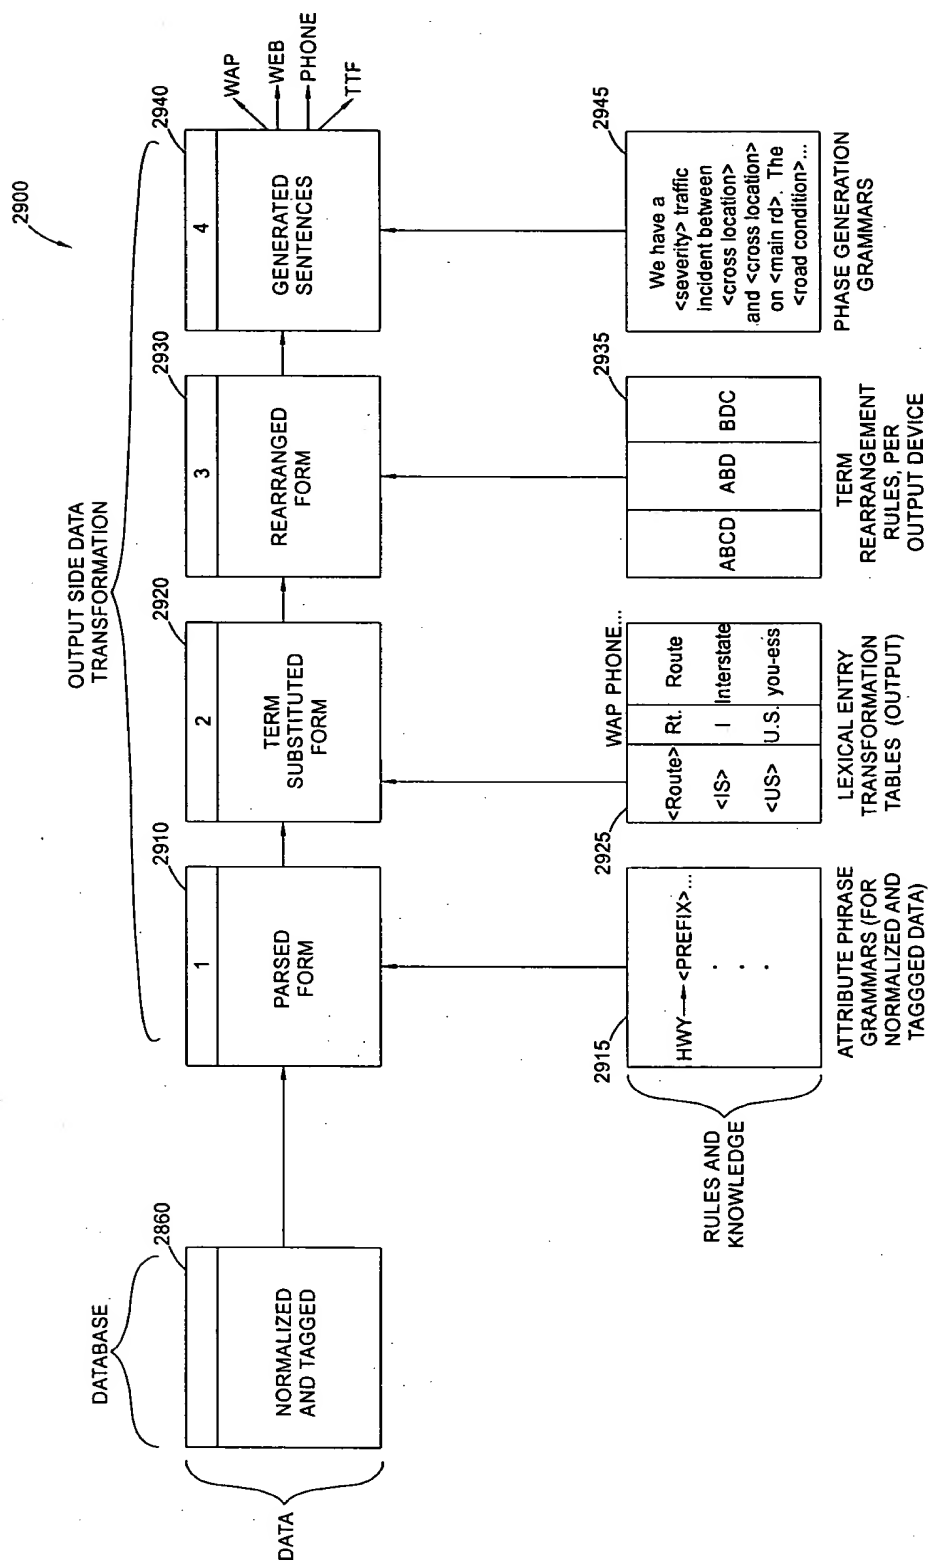 2900
OUTPUT SIDE DATA
TRANSFORMATION
DATABASE
DATA
2860
NORMALIZED
AND TAGGED
2910
1
PARSED
FORM
2920
2
TERM
SUBSTITUTED
FORM
2930
3
REARRANGED
FORM
2940
4
GENERATED
SENTENCES
WAP
WEB
PHONE
TTF
RULES AND
KNOWLEDGE
2915
HWY <PREFIX>...
ATTRIBUTE PHRASE
GRAMMARS (FOR
NORMALIZED AND
TAGGGED DATA)
2925
WAP PHONE...
<Route> Rt. Route
<IS> I Interstate
<US> U.S. you-ess
LEXICAL ENTRY
TRANSFORMATION
TABLES (OUTPUT)
2935
ABCD ABD BDC
TERM
REARRANGEMENT
RULES, PER
OUTPUT DEVICE
2945
We have a
<severity> traffic
incident between
<cross location>
and <cross location>
on <main rd>. The
<road condition>...
PHASE GENERATION
GRAMMARS